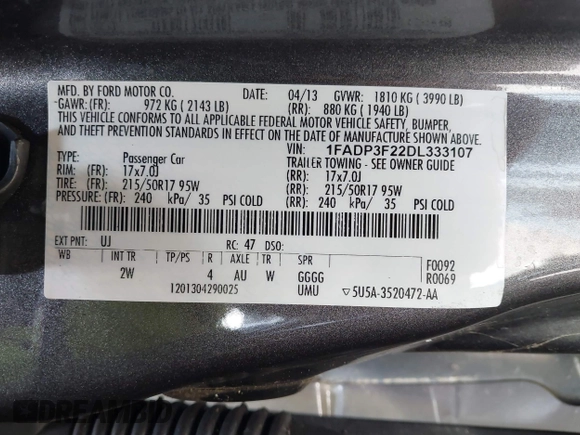 MFD. BY FORD MOTOR CO. DATE: 04/13 GVWR: 1810 KG ( 3990 LB)
GAWR: (FR): 972 KG ( 2143 LB) (RR): 880 KG ( 1940 LB)
THIS VEHICLE CONFORMS TO ALL APPLICABLE FEDERAL MOTOR VEHICLE SAFETY, BUMPER,
AND THEFT PREVENTION STANDARDS IN EFFECT ON THE DATE OF MANUFACTURE SHOWN ABOVE.
VIN: 1FADP3F22DL333107
TYPE: Passenger Car TRAILER TOWING - SEE OWNER GUIDE
RIM: (FR) 17x7.0J (RR) 17x7.0J
TIRE: (FR) 215/50R17 95W (RR) 215/50R17 95W
PRESSURE: (FR) 240 kPa/ 35 PSI COLD (RR) 240 kPa/ 35 PSI COLD
EXT PNT: UJ RC: 47 DSO:
WB INT TR TP/PS R AXLE TR SPR F0092
2W 4 AU W GGGG R0069
1201304290025 UMU ▽5U5A-3520472-AA
DREAMBID